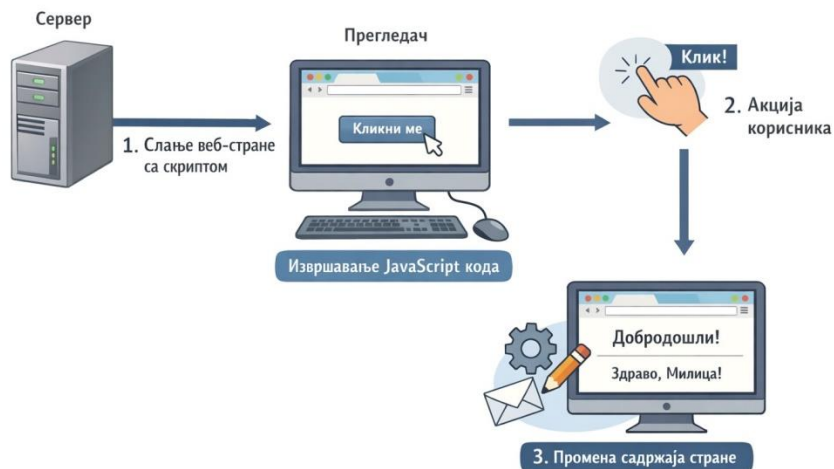 Сервер
1. Слање веб-стране
са скриптом
Прегледач
Кликни ме
Извршавање JavaScript кода
Клик!
2. Акција
корисника
Добродошли!
Здраво, Милица!
3. Промена садржаја стране